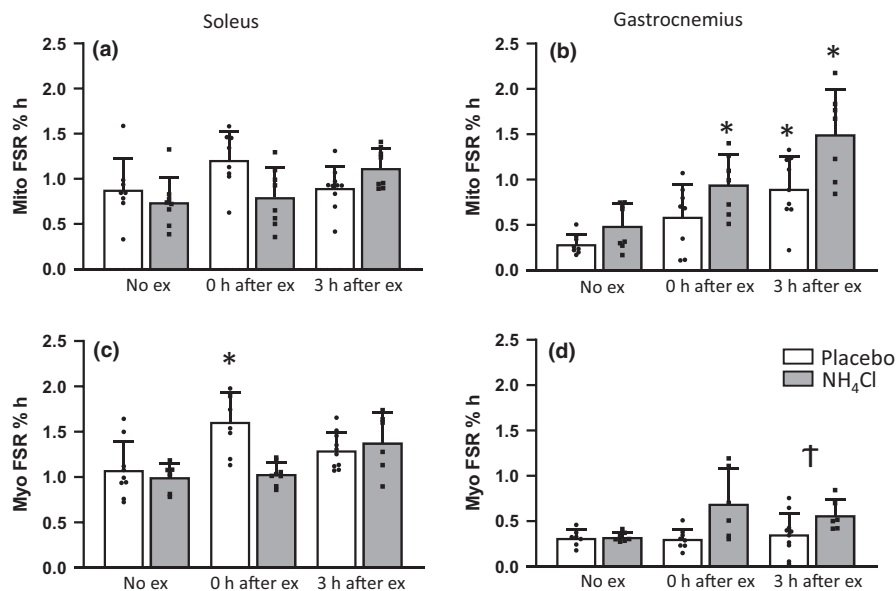 Soleus
Gastrocnemius
(a)
2.5
2.0
1.5
1.0
0.5
0.0
Mito FSR % h
No ex
0 h after ex
3 h after ex
(b)
*
*
*
2.5
2.0
1.5
1.0
0.5
0.0
Mito FSR % h
No ex
0 h after ex
3 h after ex
(c)
*
2.5
2.0
1.5
1.0
0.5
0.0
Myo FSR % h
No ex
0 h after ex
3 h after ex
(d)
Placebo
NH₄Cl
†
2.5
2.0
1.5
1.0
0.5
0.0
Myo FSR % h
No ex
0 h after ex
3 h after ex